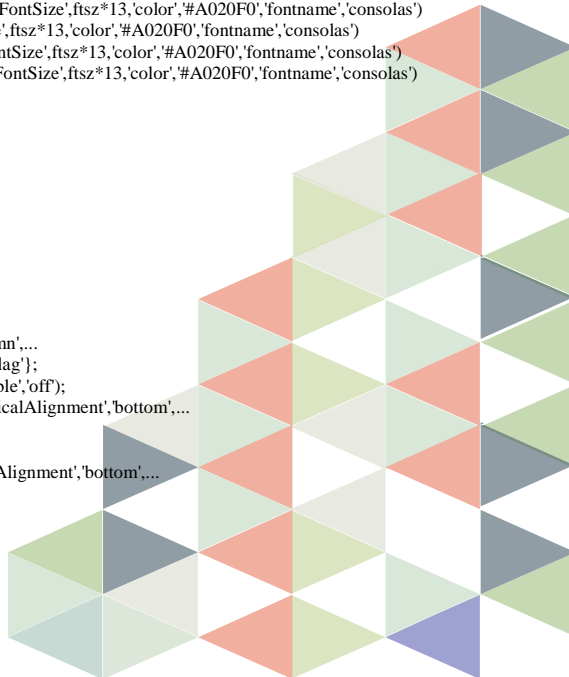 FontSize',ftsz*13,'color','#A020F0','fontname','consolas')
',ftsz*13,'color','#A020F0','fontname','consolas')
ntSize',ftsz*13,'color','#A020F0','fontname','consolas')
FontSize',ftsz*13,'color','#A020F0','fontname','consolas')
mn',...
lag'};
ble','off');
icalAlignment','bottom',...
Alignment','bottom',...